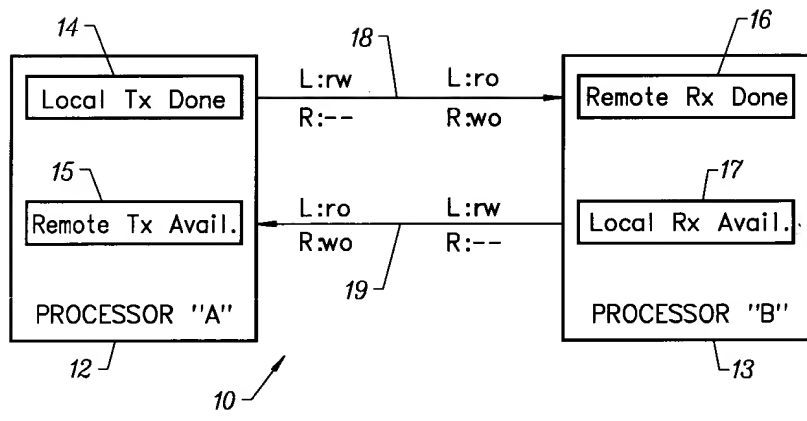 14
18
16
Local Tx Done
L:rw
L:ro
Remote Rx Done
R:--
R:wo
15
17
L:ro
L:rw
Remote Tx Avail.
Local Rx Avail.
R:wo
R:--
19
PROCESSOR "A"
PROCESSOR "B"
12
13
10